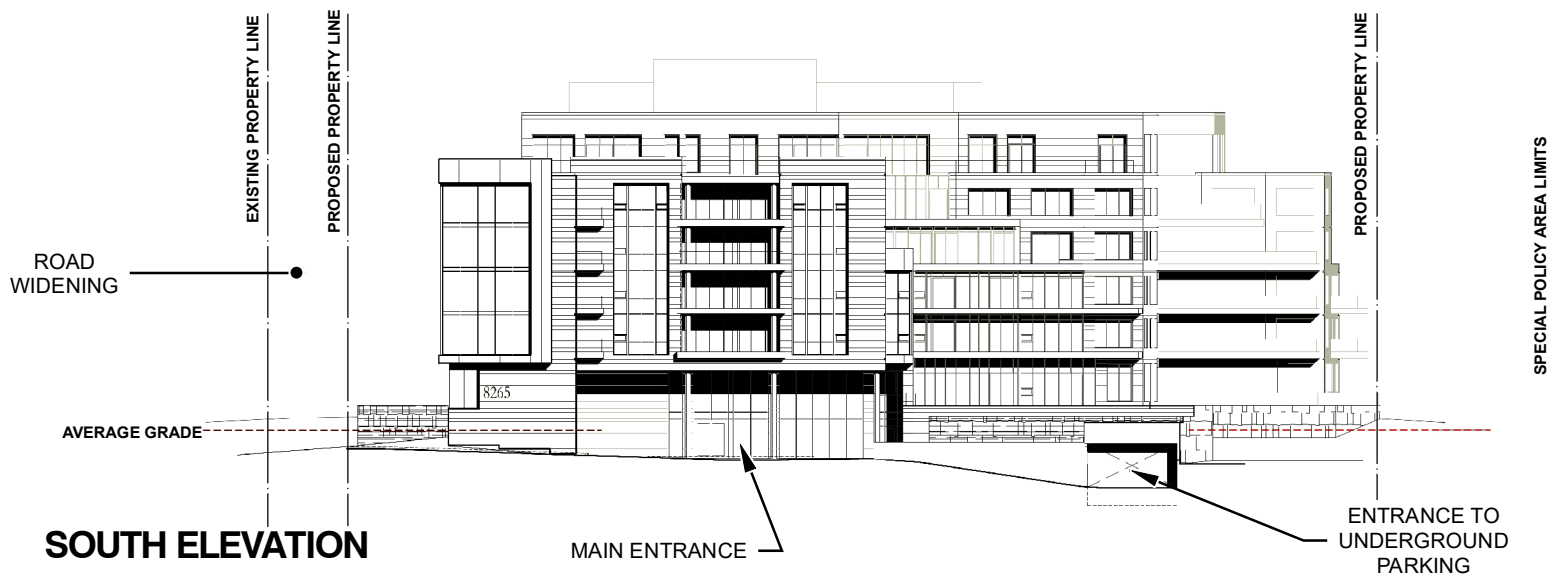 EXISTING PROPERTY LINE
PROPOSED PROPERTY LINE
PROPOSED PROPERTY LINE
SPECIAL POLICY AREA LIMITS
ROAD
WIDENING
8265
AVERAGE GRADE
SOUTH ELEVATION
MAIN ENTRANCE
ENTRANCE TO
UNDERGROUND
PARKING